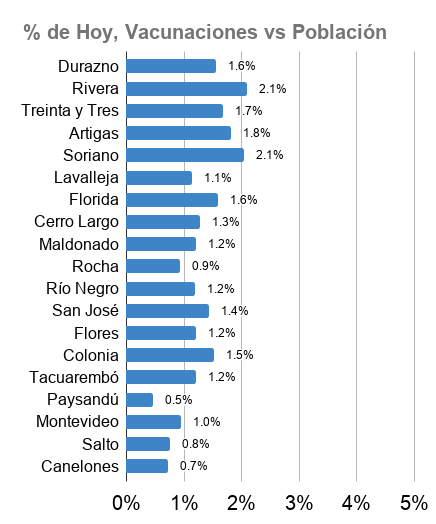 % de Hoy, Vacunaciones vs Población
Durazno 1.6%
Rivera 2.1%
Treinta y Tres 1.7%
Artigas 1.8%
Soriano 2.1%
Lavalleja 1.1%
Florida 1.6%
Cerro Largo 1.3%
Maldonado 1.2%
Rocha 0.9%
Río Negro 1.2%
San José 1.4%
Flores 1.2%
Colonia 1.5%
Tacuarembó 1.2%
Paysandú 0.5%
Montevideo 1.0%
Salto 0.8%
Canelones 0.7%
0% 1% 2% 3% 4% 5%